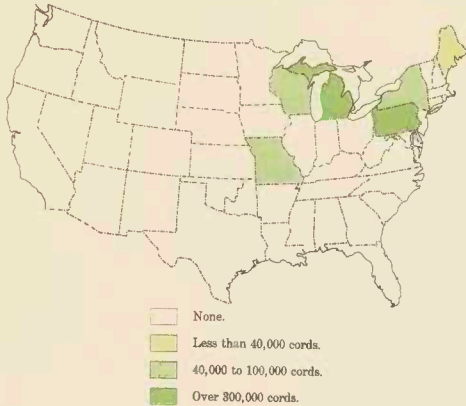 None.
Less than 40,000 cords.
40,000 to 100,000 cords.
Over 300,000 cords.